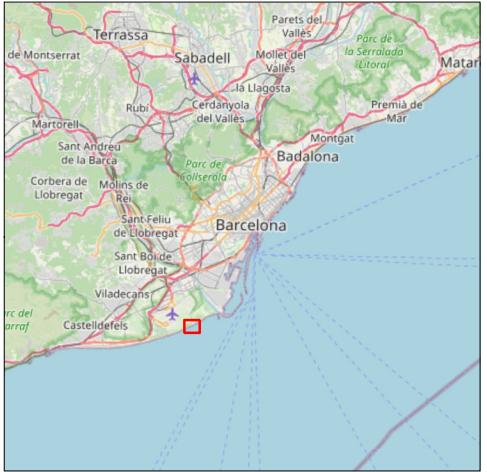 Parets del
Vallès
Terrassa
Parc de
la Serralada
Litoral
de Montserrat
Sabadell
Mollet del
Vallès
Matar
la Llagosta
Rubí
Cerdanyola
del Vallès
Premià de
Mar
Martorell
Montgat
Sant Andreu
de la Barca
Badalona
Parc de
Collserola
Corbera de
Llobregat
Molins de
Rei
Sant Feliu
de Llobregat
Barcelona
Sant Boi de
Llobregat
Viladecans
arc del
arraf
Castelldefels